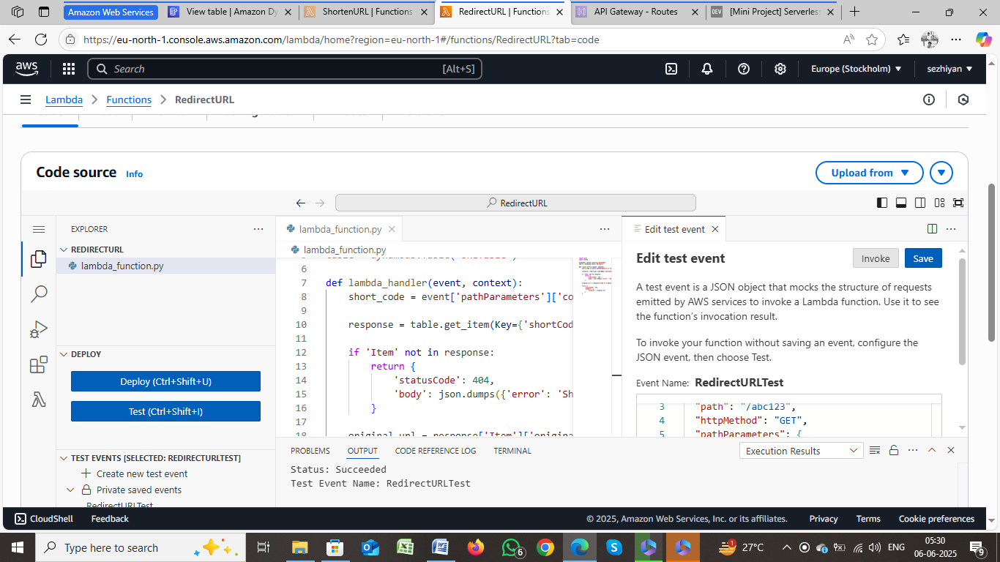 Amazon Web Services
View table | Amazon Dy
ShortenURL | Functions
RedirectURL | Functions
API Gateway - Routes
DEV
[Mini Project] Serverles
https://eu-north-1.console.aws.amazon.com/lambda/home?region=eu-north-1#/functions/RedirectURL?tab=code
aws
Search
[Alt+S]
Europe (Stockholm)
sezhiyan
Lambda
Functions
RedirectURL
Code source
Info
Upload from
RedirectURL
EXPLORER
REDIRECTURL
lambda_function.py
DEPLOY
Deploy (Ctrl+Shift+U)
Test (Ctrl+Shift+I)
TEST EVENTS [SELECTED: REDIRECTURLTEST]
Create new test event
Private saved events
RedirectURLTest
lambda_function.py
lambda_function.py
6
7 def lambda_handler(event, context):
8 short_code = event['pathParameters']['co
9
10 response = table.get_item(Key={'shortCod
11
12 if 'Item' not in response:
13 return {
14 'statusCode': 404,
15 'body': json.dumps({'error': 'Sh
16 }
17
18 original_url = response['Item']['origina
Edit test event
Edit test event
Invoke
Save
A test event is a JSON object that mocks the structure of requests
emitted by AWS services to invoke a Lambda function. Use it to see
the function's invocation result.
To invoke your function without saving an event, configure the
JSON event, then choose Test.
Event Name: RedirectURLTest
3 "path": "/abc123",
4 "httpMethod": "GET",
5 "pathParameters": {
PROBLEMS
OUTPUT
CODE REFERENCE LOG
TERMINAL
Execution Results
Status: Succeeded
Test Event Name: RedirectURLTest
CloudShell
Feedback
© 2025, Amazon Web Services, Inc. or its affiliates.
Privacy
Terms
Cookie preferences
Type here to search
6
1
27°C
ENG
05:30
06-06-2025
9